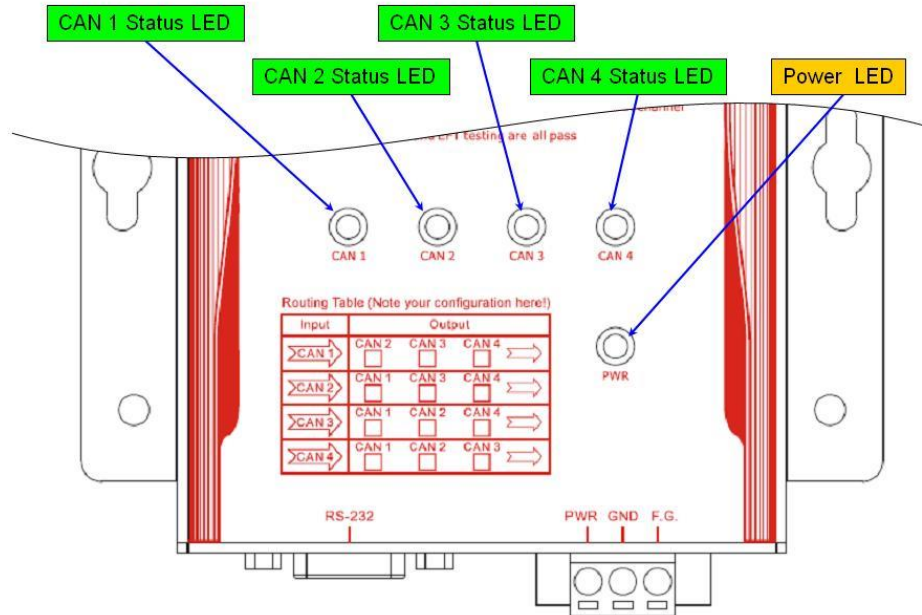 CAN 1 Status LED
CAN 3 Status LED
CAN 2 Status LED
CAN 4 Status LED
Power LED
channel
testing are all pass
CAN 1
CAN 2
CAN 3
CAN 4
Routing Table (Note your configuration here!)
Input
Output
CAN 1
CAN 2
CAN 3
CAN 4
CAN 2
CAN 1
CAN 3
CAN 4
CAN 3
CAN 1
CAN 2
CAN 4
CAN 4
CAN 1
CAN 2
CAN 3
PWR
RS-232
PWR GND F.G.